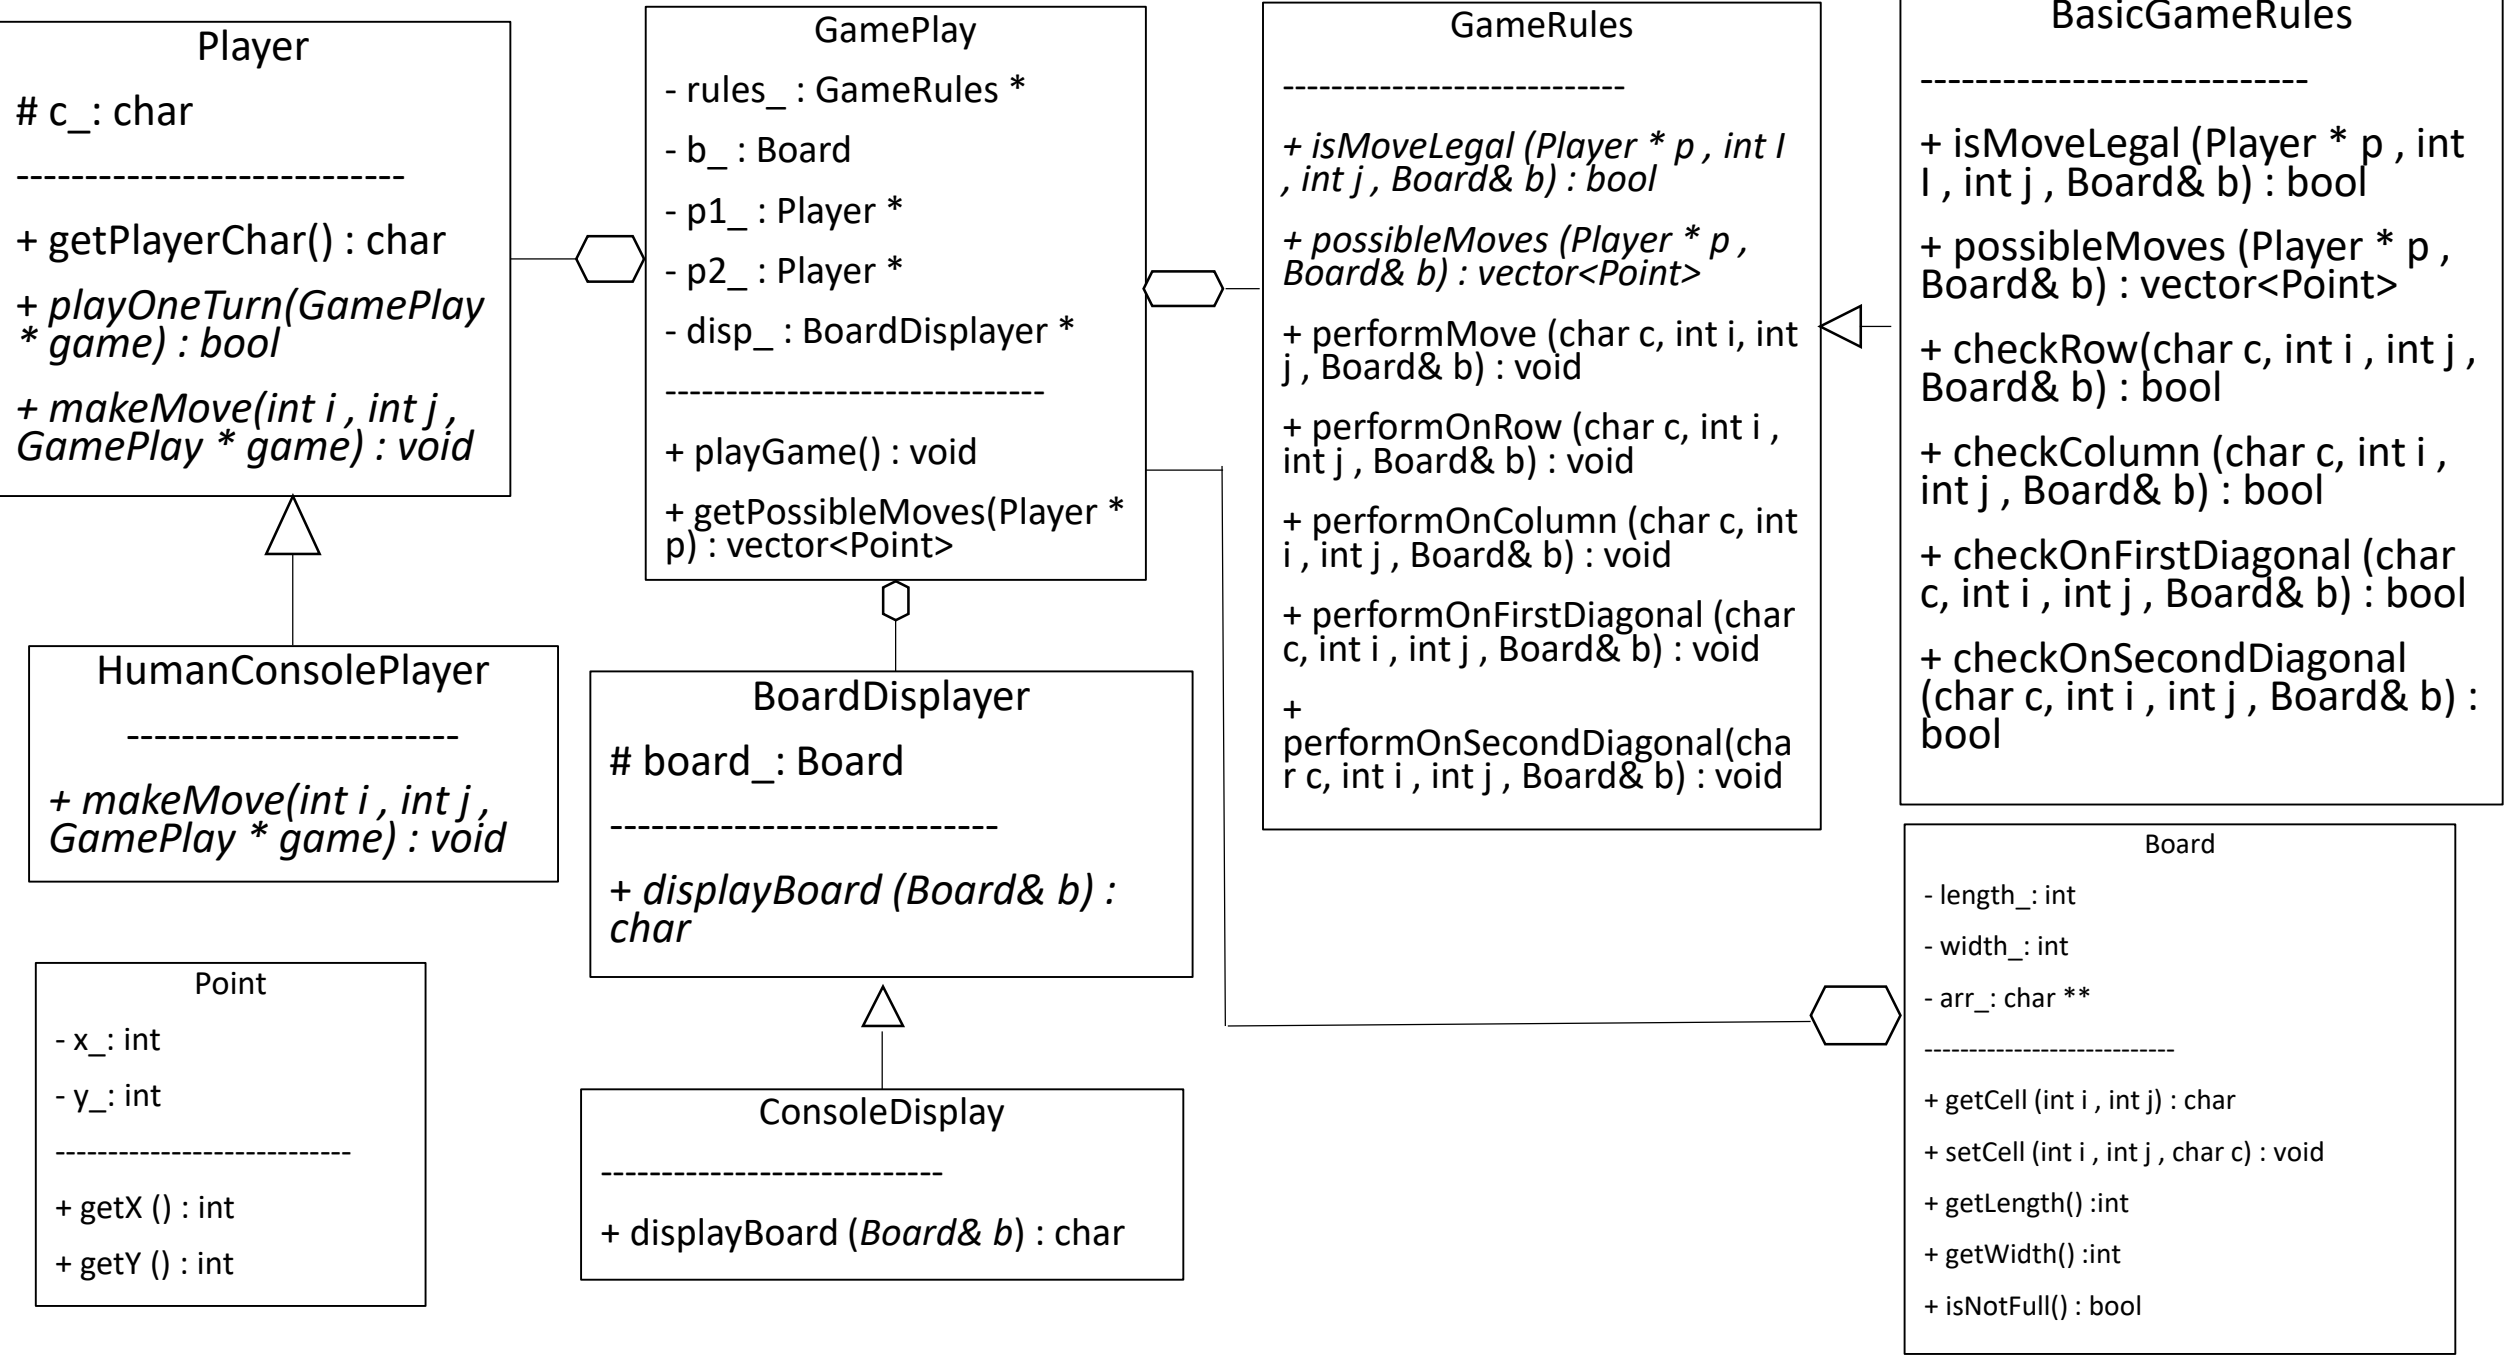 Player
# c_: char
----------------------------
+ getPlayerChar() : char
+ playOneTurn(GamePlay
* game) : bool
+ makeMove(int i , int j ,
GamePlay * game) : void
GamePlay
- rules_ : GameRules *
- b_ : Board
- p1_ : Player *
- p2_ : Player *
- disp_ : BoardDisplayer *
-------------------------------
+ playGame() : void
+ getPossibleMoves(Player *
p) : vector<Point>
GameRules
----------------------------
+ isMoveLegal (Player * p , int I
, int j , Board& b) : bool
+ possibleMoves (Player * p ,
Board& b) : vector<Point>
+ performMove (char c, int i, int
j , Board& b) : void
+ performOnRow (char c, int i ,
int j , Board& b) : void
+ performOnColumn (char c, int
i , int j , Board& b) : void
+ performOnFirstDiagonal (char
c, int i , int j , Board& b) : void
+
performOnSecondDiagonal(cha
r c, int i , int j , Board& b) : void
BasicGameRules
----------------------------
+ isMoveLegal (Player * p , int
I , int j , Board& b) : bool
+ possibleMoves (Player * p ,
Board& b) : vector<Point>
+ checkRow(char c, int i , int j ,
Board& b) : bool
+ checkColumn (char c, int i ,
int j , Board& b) : bool
+ checkOnFirstDiagonal (char
c, int i , int j , Board& b) : bool
+ checkOnSecondDiagonal
(char c, int i , int j , Board& b) :
bool
HumanConsolePlayer
------------------------
+ makeMove(int i , int j ,
GamePlay * game) : void
BoardDisplayer
# board_: Board
----------------------------
+ displayBoard (Board& b) :
char
Board
- length_: int
- width_: int
- arr_: char **
----------------------------
+ getCell (int i , int j) : char
+ setCell (int i , int j , char c) : void
+ getLength() :int
+ getWidth() :int
+ isNotFull() : bool
Point
- x_: int
- y_: int
----------------------------
+ getX () : int
+ getY () : int
ConsoleDisplay
----------------------------
+ displayBoard (Board& b) : char